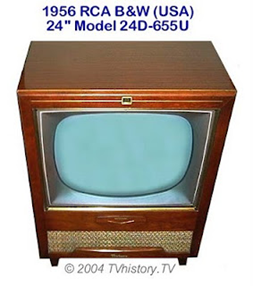 1956 RCA B&W (USA)
24" Model 24D-655U
© 2004 TVhistory.TV